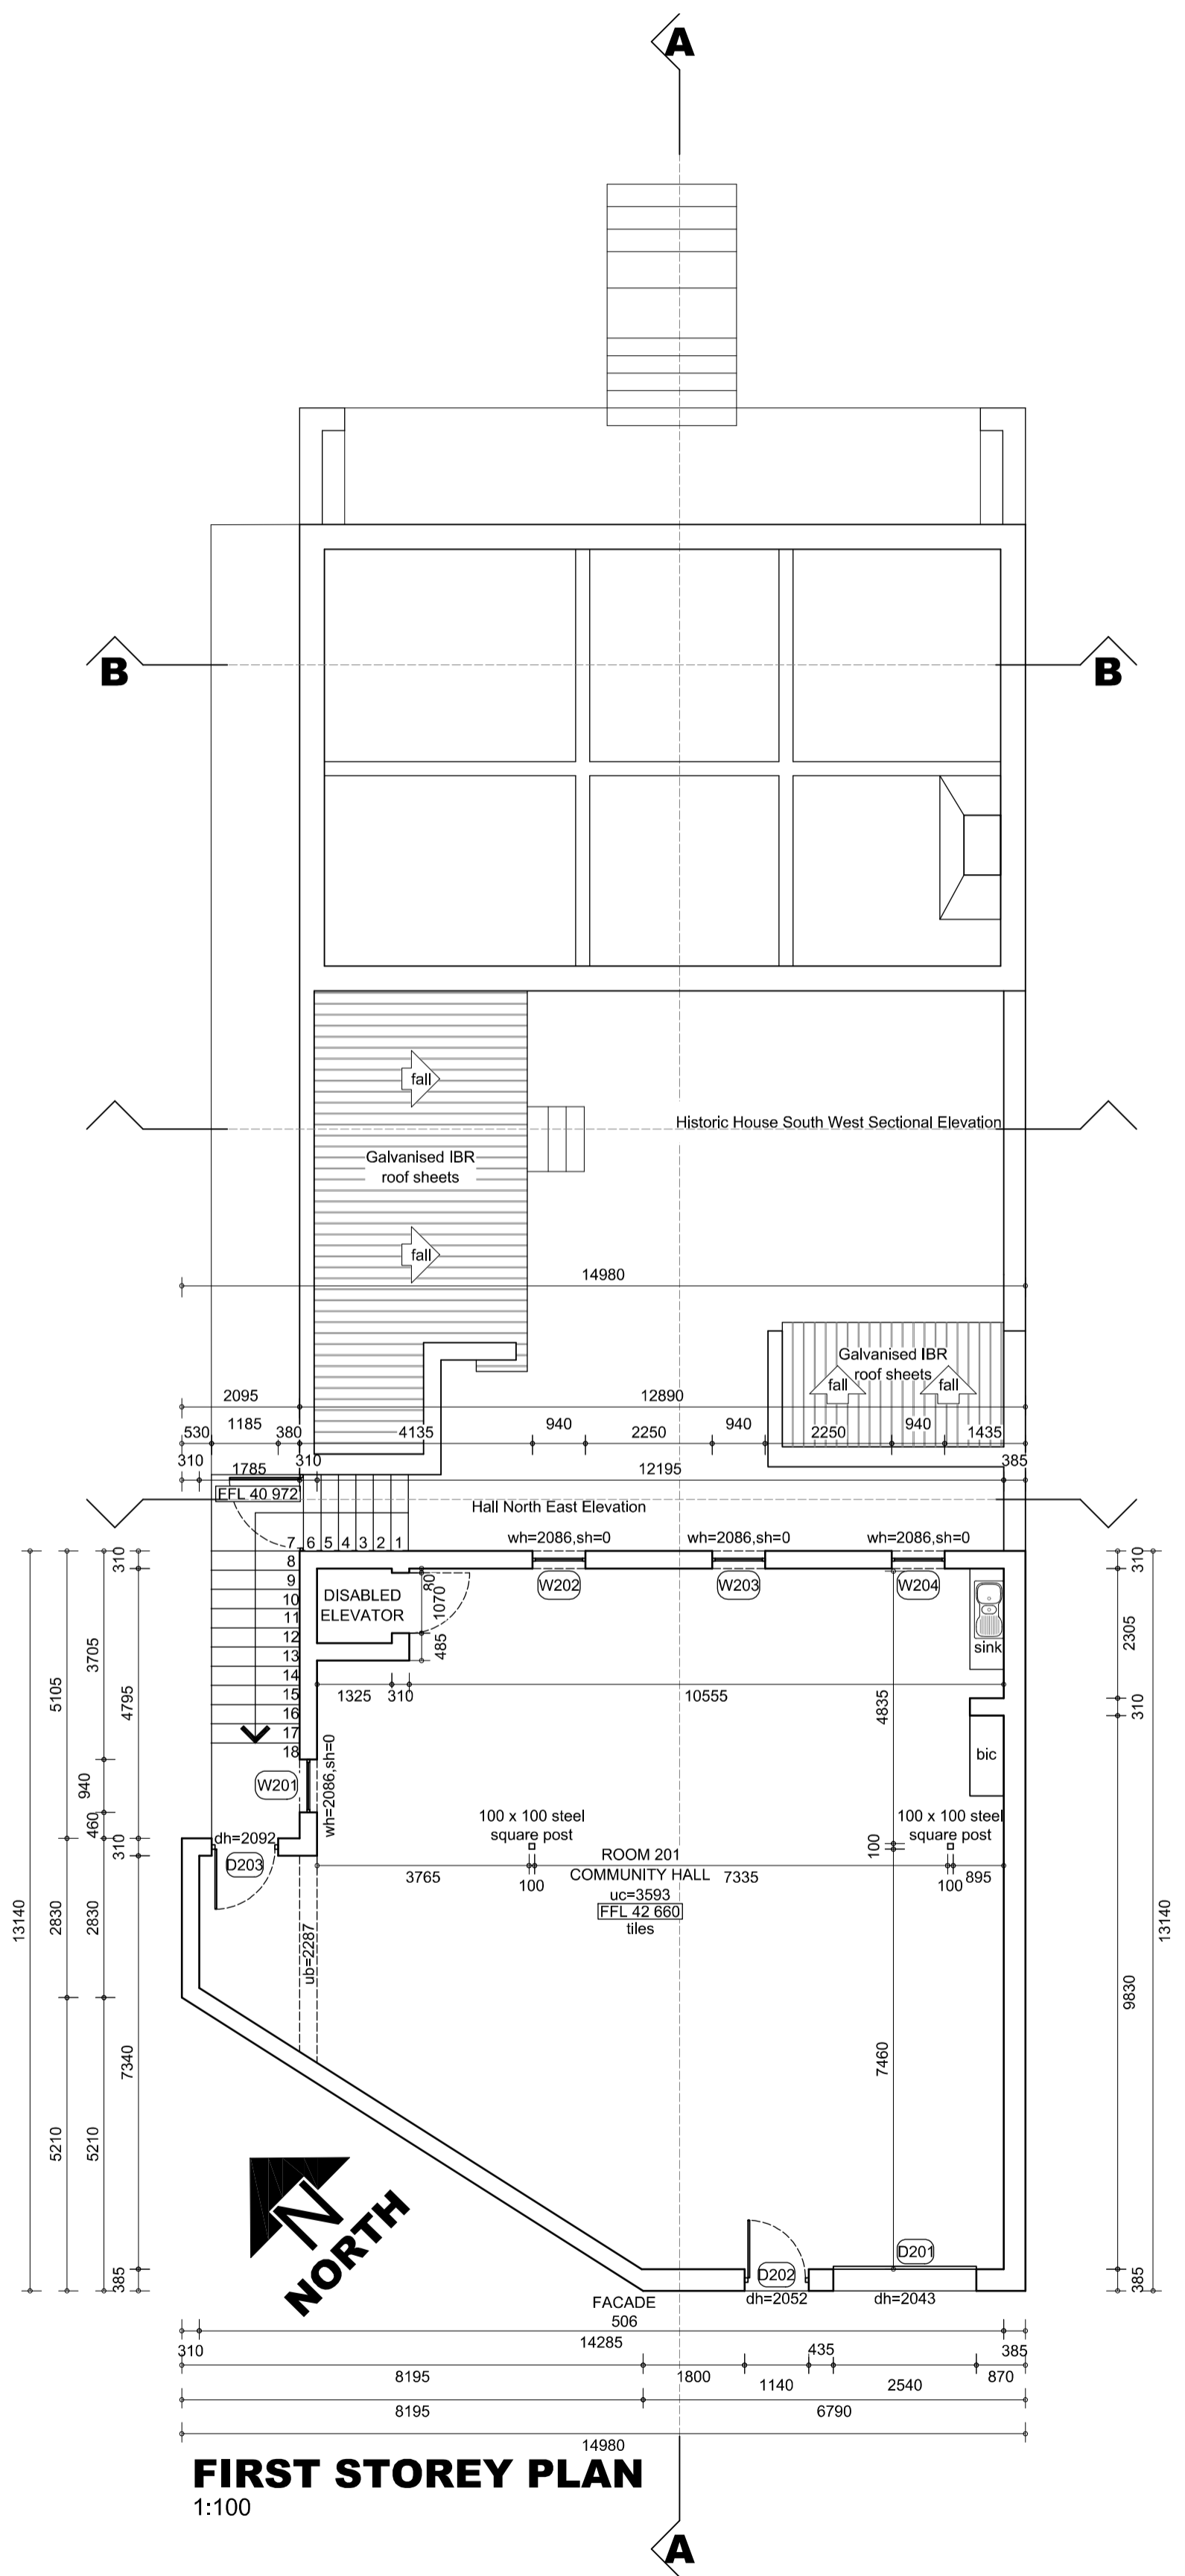 A
B
B
fall
Historic House South West Sectional Elevation
Galvanised IBR
roof sheets
fall
14980
Galvanised IBR
roof sheets
fall
fall
2095
12890
530
1185
380
4135
940
2250
940
2250
940
1435
310
1785
310
12195
385
FFL 40 972
Hall North East Elevation
wh=2086,sh=0
wh=2086,sh=0
wh=2086,sh=0
7
6
5
4
3
2
1
8
9
10
11
12
13
14
15
16
17
18
W202
W203
W204
DISABLED
ELEVATOR
80
1070
485
sink
1325
310
10555
4835
bic
W201
wh=2086,sh=0
100 x 100 steel
square post
100 x 100 steel
square post
dh=2092
D203
ROOM 201
COMMUNITY HALL
uc=3593
FFL 42 660
tiles
3765
100
7335
100
100
895
ub=2287
7460
13140
5105
2830
5210
3705
940
460
2830
5210
310
4795
310
7340
385
310
2305
310
9830
385
13140
N
NORTH
D201
D202
dh=2052
dh=2043
FACADE
506
310
14285
385
8195
1800
1140
435
2540
870
8195
6790
14980
FIRST STOREY PLAN
1:100
A